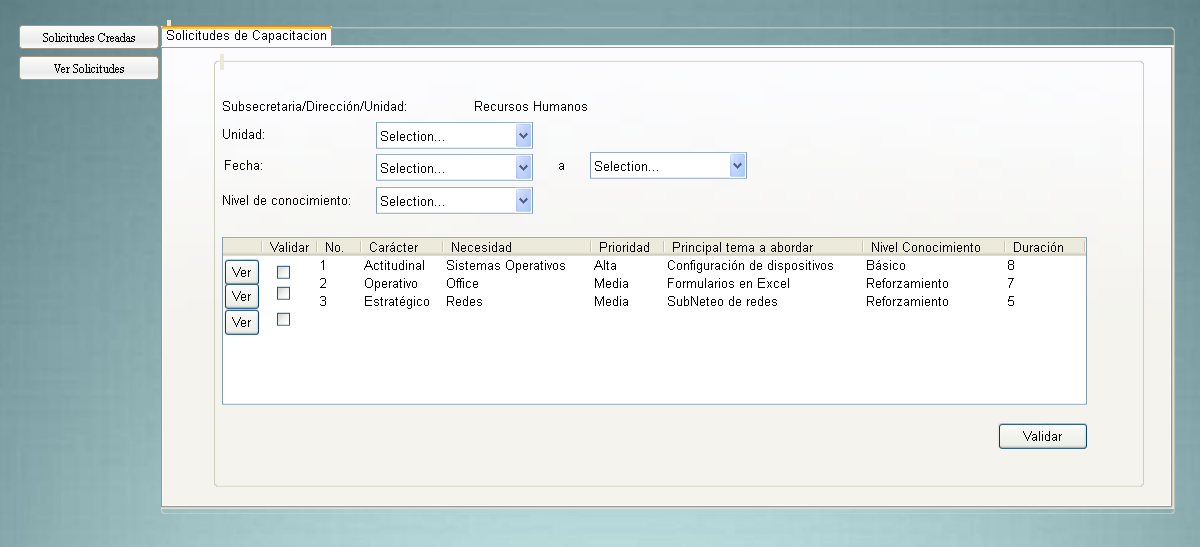 Solicitudes Creadas
Ver Solicitudes
Solicitudes de Capacitacion
Subsecretaria/Dirección/Unidad: Recursos Humanos
Unidad: Selection...
Fecha: Selection... a Selection...
Nivel de conocimiento: Selection...
Validar No. Carácter Necesidad Prioridad Principal tema a abordar Nivel Conocimiento Duración
Ver 1 Actitudinal Sistemas Operativos Alta Configuración de dispositivos Básico 8
Ver 2 Operativo Office Media Formularios en Excel Reforzamiento 7
Ver 3 Estratégico Redes Media SubNeteo de redes Reforzamiento 5
Validar